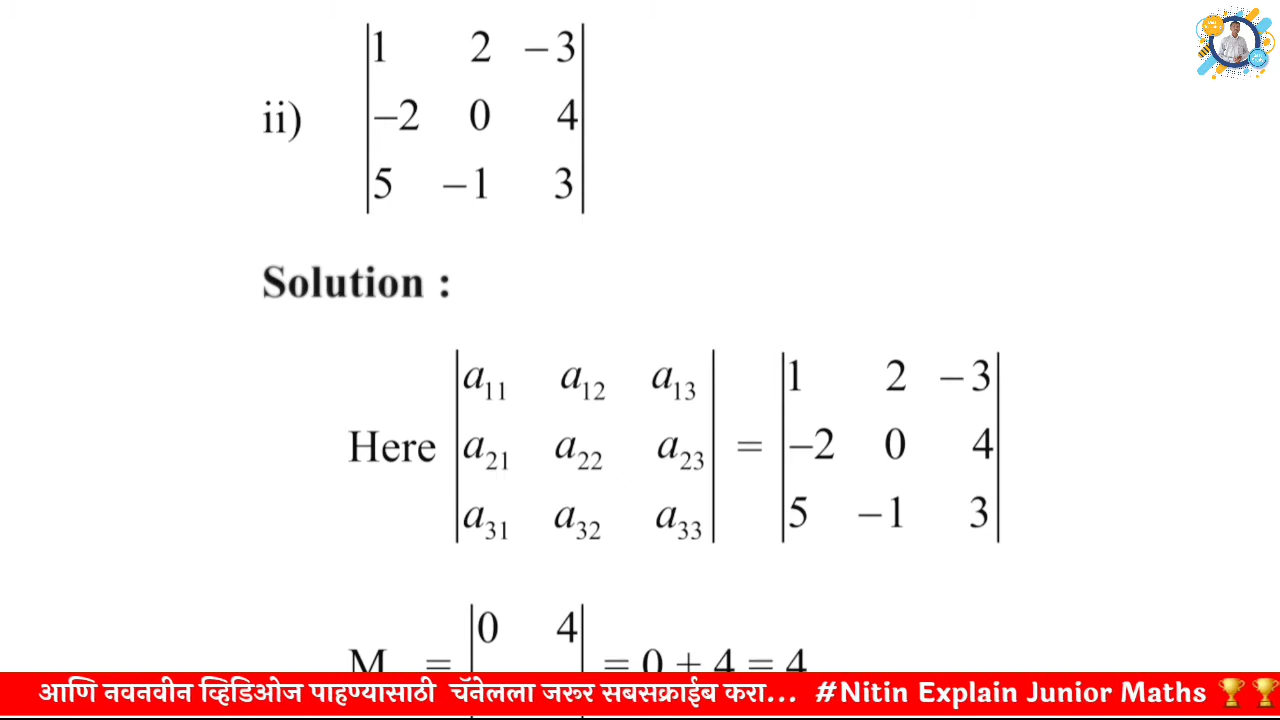 ii)
|1 2 −3|
|−2 0 4|
|5 −1 3|
Solution :
Here
|a₁₁ a₁₂ a₁₃|
|a₂₁ a₂₂ a₂₃|
|a₃₁ a₃₂ a₃₃|
=
|1 2 −3|
|−2 0 4|
|5 −1 3|
|0 4|
M = = 0 + 4 = 4
आणि नवनवीन व्हिडिओज पाहण्यासाठी चॅनेलला जरुर सबसक्राईब करा... #Nitin Explain Junior Maths 🏆🏆